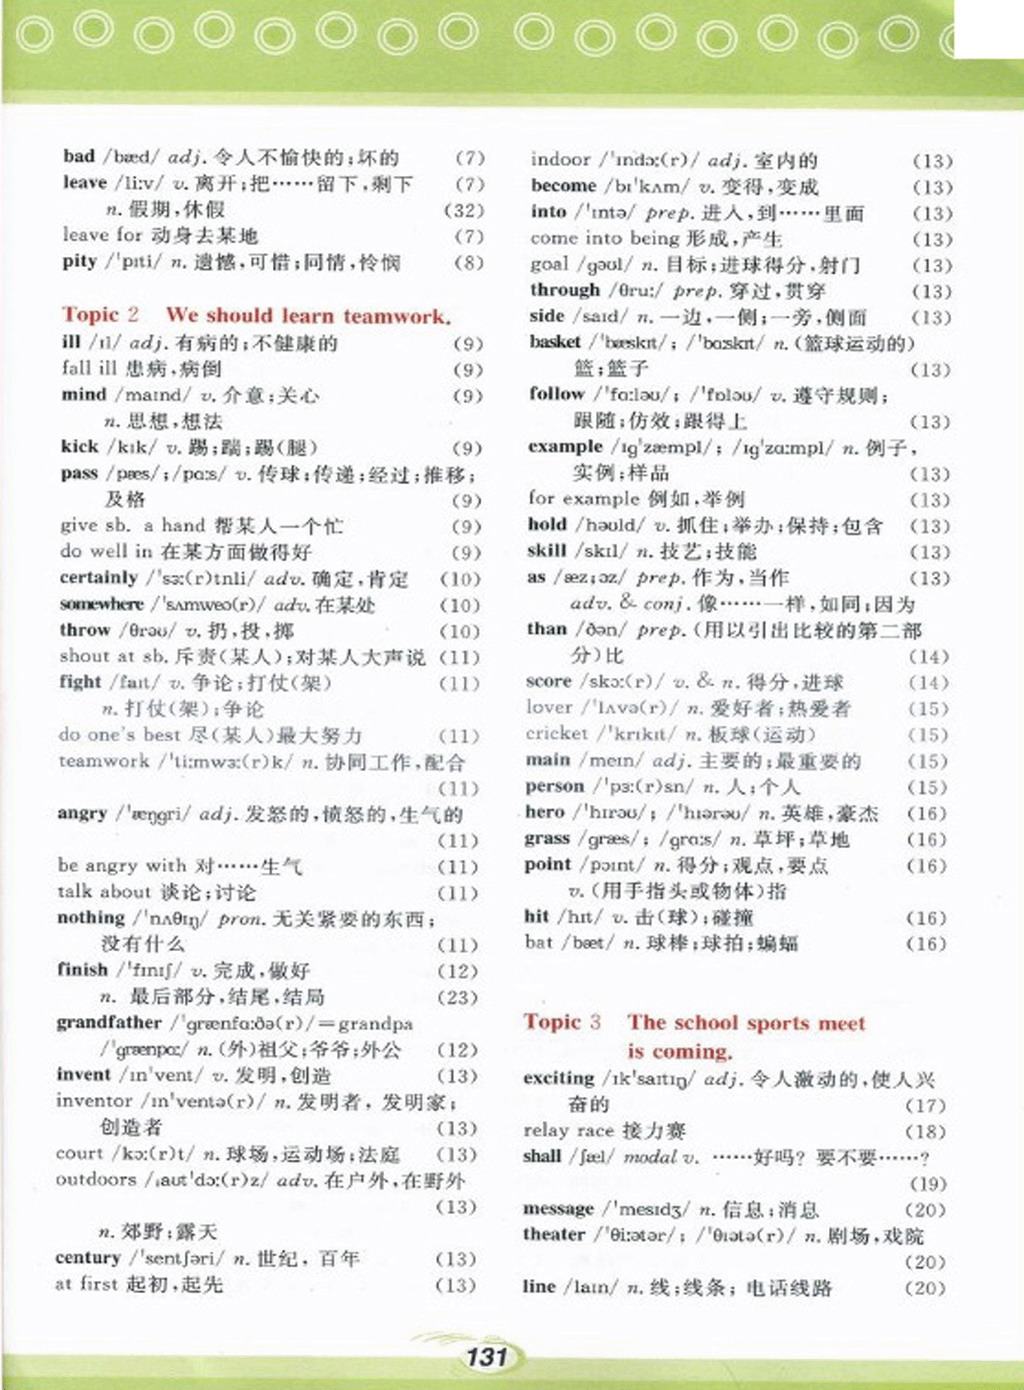 bad /bæd/ adj. 令人不愉快的;坏的 (7)
leave /liːv/ v. 离开;把……留下,剩下 (7)
n. 假期,休假 (32)
leave for 动身去某地 (7)
pity /ˈpɪti/ n. 遗憾,可惜;同情,怜悯 (8)
Topic 2 We should learn teamwork.
ill /ɪl/ adj. 有病的;不健康的 (9)
fall ill 患病,病倒 (9)
mind /maɪnd/ v. 介意;关心 (9)
n. 思想,想法
kick /kɪk/ v. 踢;踹;踢(腿) (9)
pass /pæs/;/pɑːs/ v. 传球;传递;经过;推移;
及格 (9)
give sb. a hand 帮某人一个忙 (9)
do well in 在某方面做得好 (9)
certainly /ˈsɜː(r)tnli/ adv. 确定,肯定 (10)
somewhere /ˈsʌmweə(r)/ adv. 在某处 (10)
throw /θrəʊ/ v. 扔,投,掷 (10)
shout at sb. 斥责(某人);对某人大声说 (11)
fight /faɪt/ v. 争论;打仗(架) (11)
n. 打仗(架);争论
do one's best 尽(某人)最大努力 (11)
teamwork /ˈtiːmwɜː(r)k/ n. 协同工作,配合
(11)
angry /ˈæŋgri/ adj. 发怒的,愤怒的,生气的
(11)
be angry with 对……生气 (11)
talk about 谈论;讨论 (11)
nothing /ˈnʌθɪŋ/ pron. 无关紧要的东西;
没有什么 (11)
finish /ˈfɪnɪʃ/ v. 完成,做好 (12)
n. 最后部分,结尾,结局 (23)
grandfather /ˈgrænfɑːðə(r)/=grandpa
/ˈgrænpɑː/ n. (外)祖父;爷爷;外公 (12)
invent /ɪnˈvent/ v. 发明,创造 (13)
inventor /ɪnˈventə(r)/ n. 发明者,发明家;
创造者 (13)
court /kɔː(r)t/ n. 球场,运动场;法庭 (13)
outdoors /ˌaʊtˈdɔː(r)z/ adv. 在户外,在野外
(13)
n. 郊野;露天
century /ˈsentʃəri/ n. 世纪,百年 (13)
at first 起初,起先 (13)
indoor /ˈɪndɔː(r)/ adj. 室内的 (13)
become /bɪˈkʌm/ v. 变得,变成 (13)
into /ˈɪntə/ prep. 进入,到……里面 (13)
come into being 形成,产生 (13)
goal /gəʊl/ n. 目标;进球得分,射门 (13)
through /θruː/ prep. 穿过,贯穿 (13)
side /saɪd/ n. 一边,一侧;一旁,侧面 (13)
basket /ˈbæskɪt/; /ˈbɑːskɪt/ n. (篮球运动的)
篮;篮子 (13)
follow /ˈfɑːləʊ/; /ˈfɒləʊ/ v. 遵守规则;
跟随;仿效;跟得上 (13)
example /ɪgˈzæmpl/; /ɪgˈzɑːmpl/ n. 例子,
实例;样品 (13)
for example 例如,举例 (13)
hold /həʊld/ v. 抓住;举办;保持;包含 (13)
skill /skɪl/ n. 技艺;技能 (13)
as /æz;əz/ prep. 作为,当作 (13)
adv. & conj. 像……一样,如同;因为
than /ðən/ prep. (用以引出比较的第二部
分)比 (14)
score /skɔː(r)/ v. & n. 得分,进球 (14)
lover /ˈlʌvə(r)/ n. 爱好者;热爱者 (15)
cricket /ˈkrɪkɪt/ n. 板球(运动) (15)
main /meɪn/ adj. 主要的;最重要的 (15)
person /ˈpɜː(r)sn/ n. 人;个人 (15)
hero /ˈhɪrəʊ/; /ˈhɪərəʊ/ n. 英雄,豪杰 (16)
grass /græs/; /grɑːs/ n. 草坪;草地 (16)
point /pɔɪnt/ n. 得分;观点,要点 (16)
v. (用手指头或物体)指
hit /hɪt/ v. 击(球);碰撞 (16)
bat /bæt/ n. 球棒;球拍;蝙蝠 (16)
Topic 3 The school sports meet
is coming.
exciting /ɪkˈsaɪtɪŋ/ adj. 令人激动的,使人兴
奋的 (17)
relay race 接力赛 (18)
shall /ʃæl/ modal v. ……好吗?要不要……?
(19)
message /ˈmesɪdʒ/ n. 信息;消息 (20)
theater /ˈθiːətər/; /ˈθɪətə(r)/ n. 剧场,戏院
(20)
line /laɪn/ n. 线;线条;电话线路 (20)
131